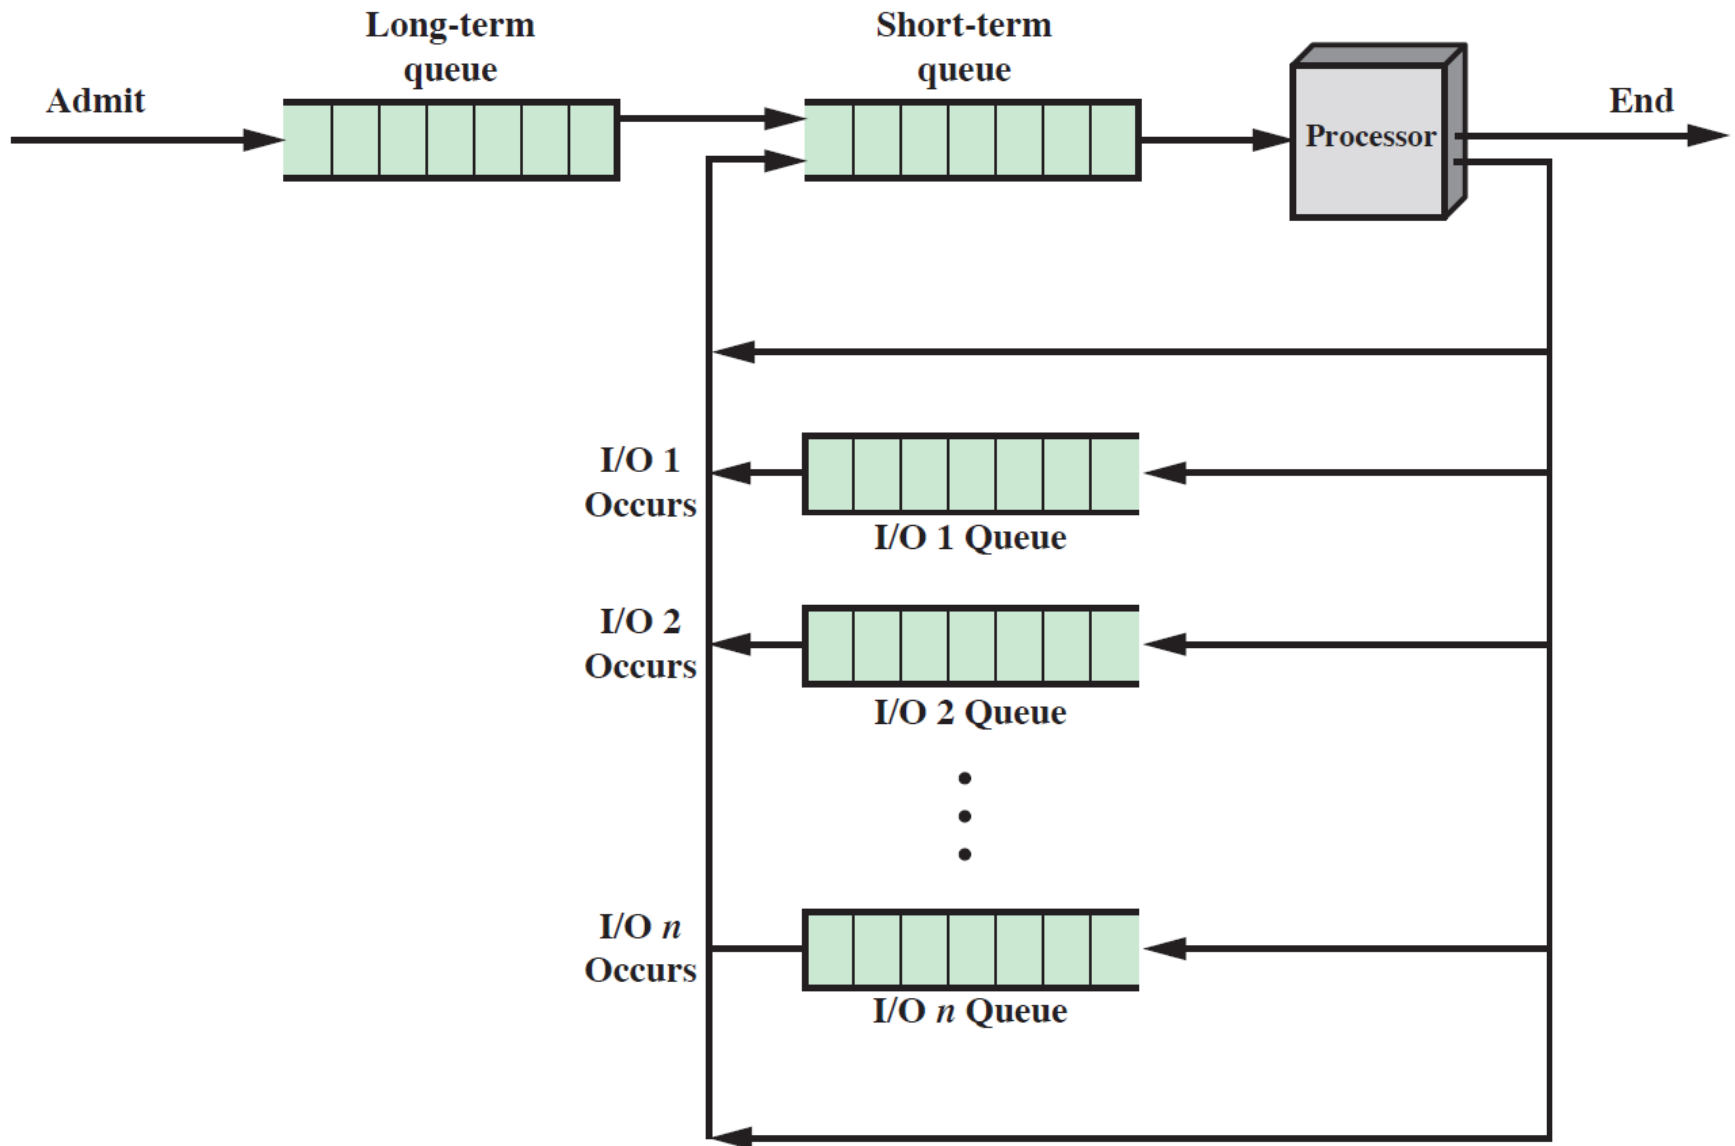 Long-term
queue
Short-term
queue
Admit
Processor
End
I/O 1
Occurs
I/O 1 Queue
I/O 2
Occurs
I/O 2 Queue
I/O n
Occurs
I/O n Queue